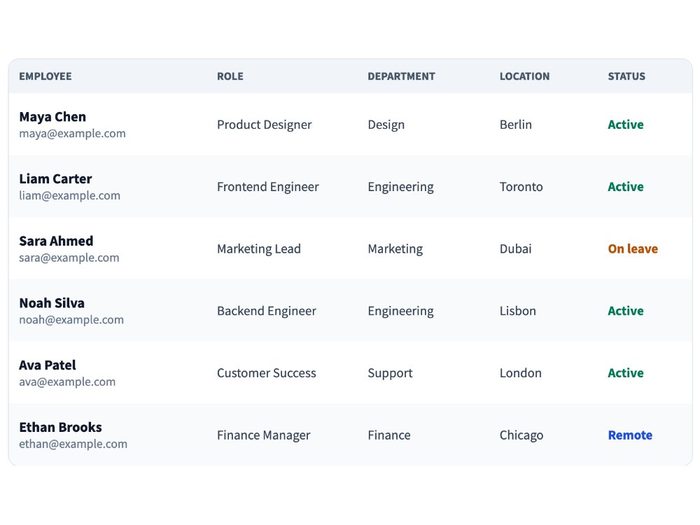 EMPLOYEE ROLE DEPARTMENT LOCATION STATUS
Maya Chen
maya@example.com
Product Designer Design Berlin Active
Liam Carter
liam@example.com
Frontend Engineer Engineering Toronto Active
Sara Ahmed
sara@example.com
Marketing Lead Marketing Dubai On leave
Noah Silva
noah@example.com
Backend Engineer Engineering Lisbon Active
Ava Patel
ava@example.com
Customer Success Support London Active
Ethan Brooks
ethan@example.com
Finance Manager Finance Chicago Remote